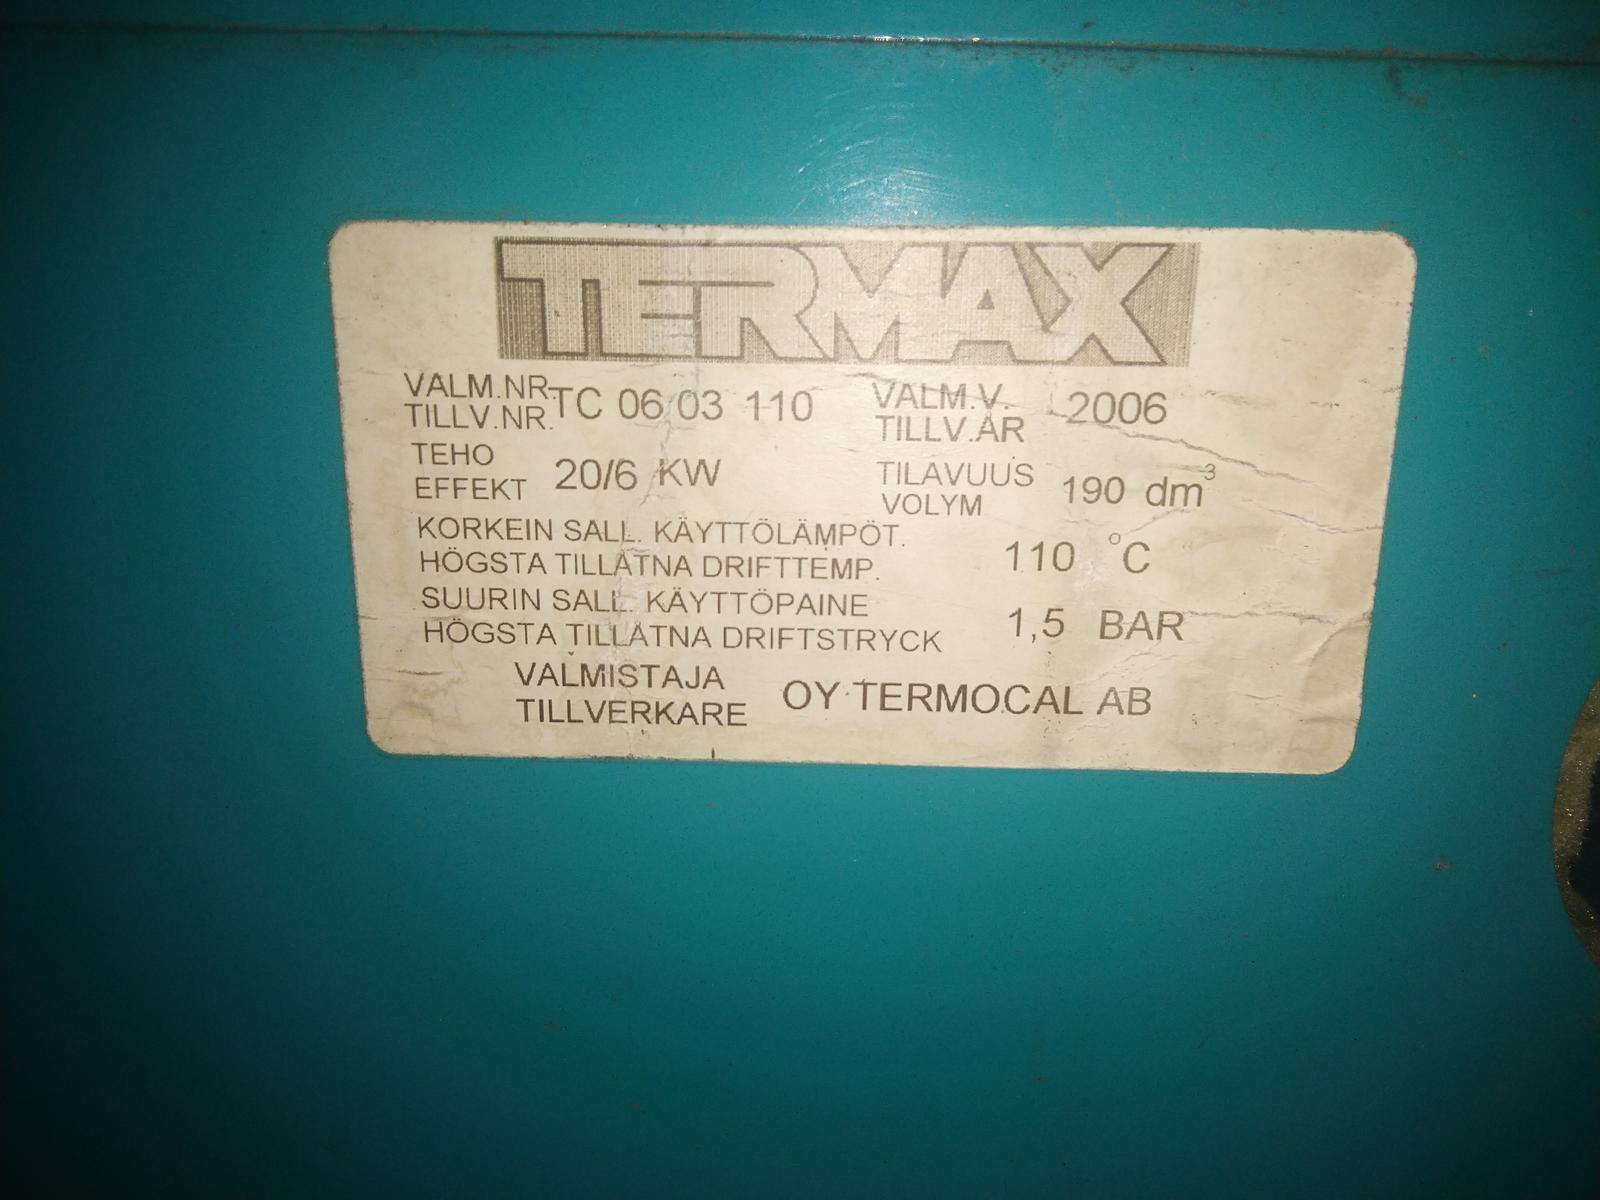 TERMAX
VALM.NR. TC 06 03 110 VALM.V. 2006
TILLV.NR. TILLV.ÅR
TEHO 20/6 KW TILAVUUS 190 dm³
EFFEKT VOLYM
KORKEIN SALL. KÄYTTÖLÄMPÖT. 110 °C
HÖGSTA TILLÅTNA DRIFTTEMP.
SUURIN SALL. KÄYTTÖPAINE 1,5 BAR
HÖGSTA TILLÅTNA DRIFTSTRYCK
VALMISTAJA OY TERMOCAL AB
TILLVERKARE